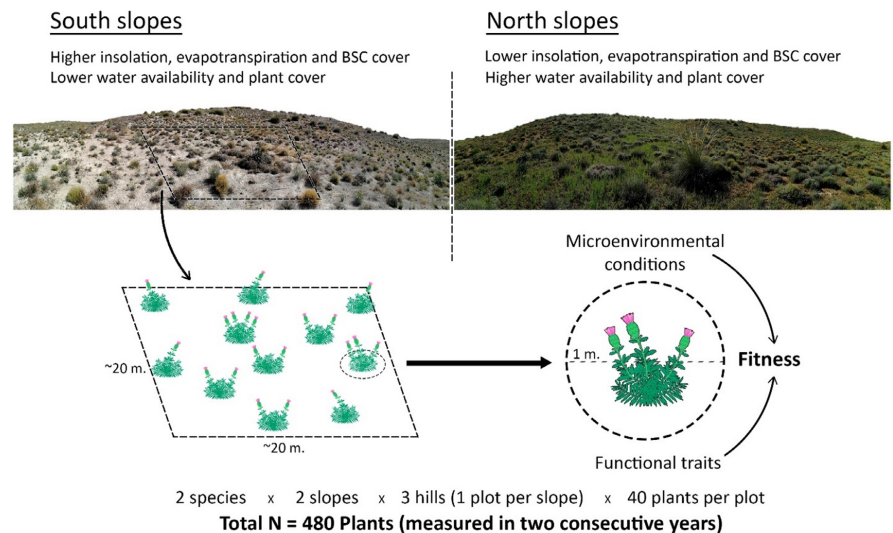 South slopes
Higher insolation, evapotranspiration and BSC cover
Lower water availability and plant cover
North slopes
Lower insolation, evapotranspiration and BSC cover
Higher water availability and plant cover
Microenvironmental
conditions
1 m.
Fitness
~20 m.
~20 m.
Functional traits
2 species x 2 slopes x 3 hills (1 plot per slope) x 40 plants per plot
Total N = 480 Plants (measured in two consecutive years)